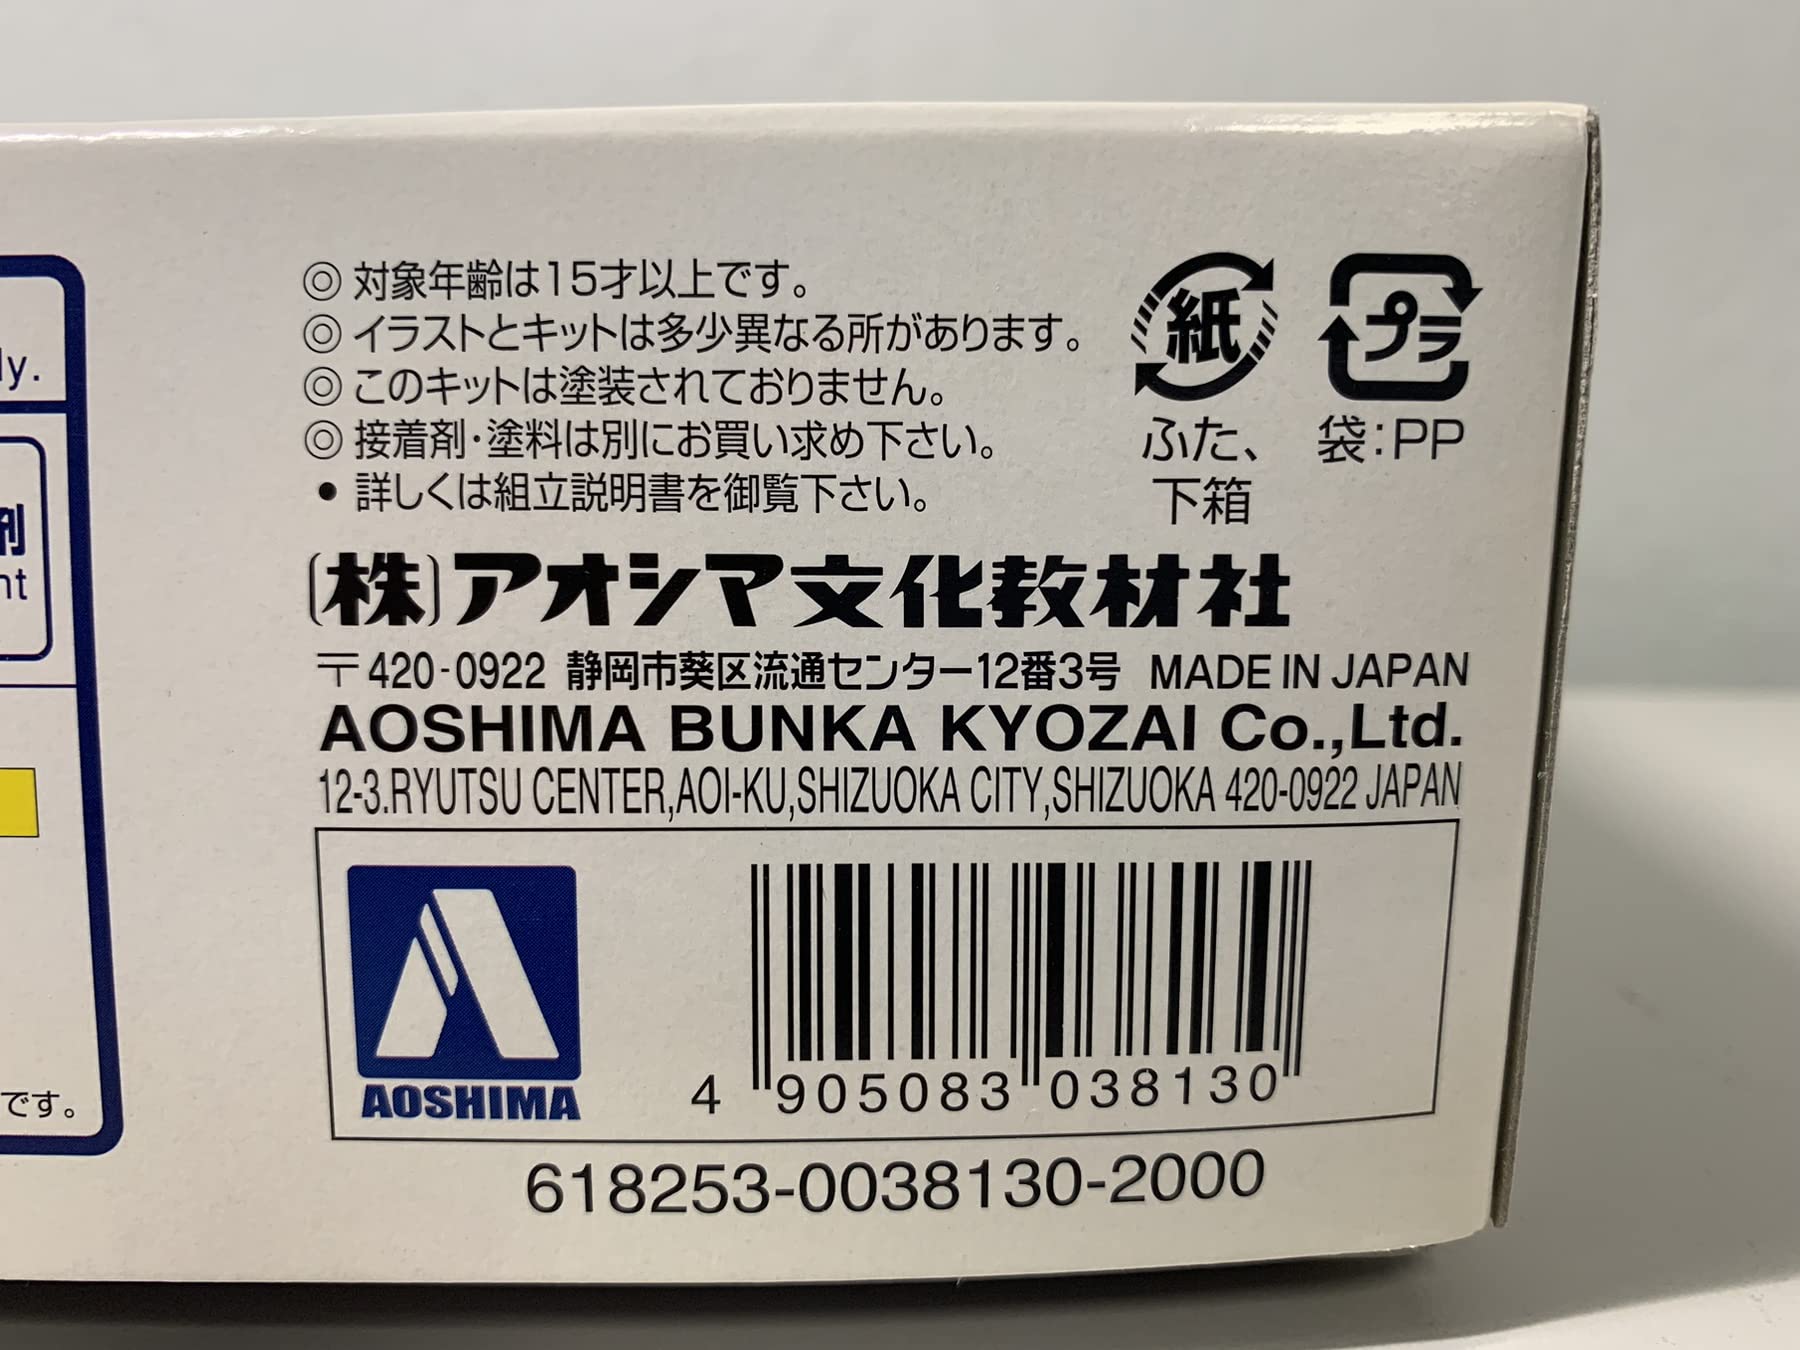 ly.
剤
nt
です。
◎ 対象年齢は15才以上です。
◎ イラストとキットは多少異なる所があります。
◎ このキットは塗装されておりません。
◎ 接着剤・塗料は別にお買い求め下さい。
• 詳しくは組立説明書を御覧下さい。
紙
ふた、
下箱
プラ
袋:PP
(株)アオシマ文化教材社
〒420-0922 静岡市葵区流通センター12番3号 MADE IN JAPAN
AOSHIMA BUNKA KYOZAI Co.,Ltd.
12-3.RYUTSU CENTER,AOI-KU,SHIZUOKA CITY,SHIZUOKA 420-0922 JAPAN
AOSHIMA
4 905083 038130
618253-0038130-2000